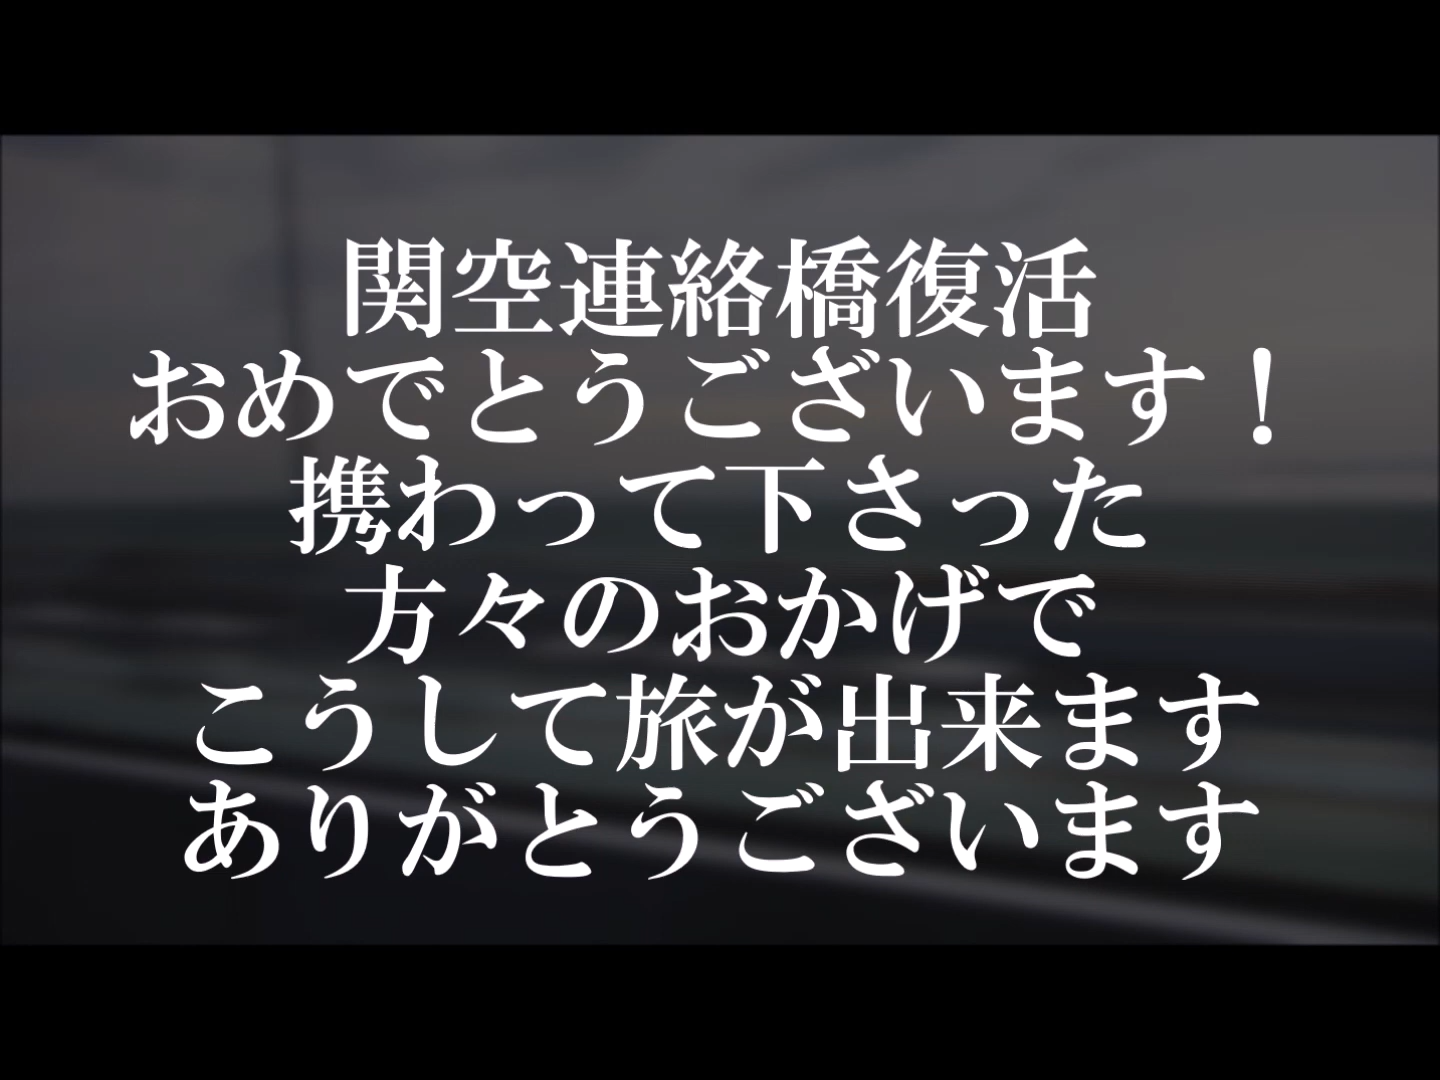 関空連絡橋復活
おめでとうございます！
携わって下さった
方々のおかげで
こうして旅が出来ます
ありがとうございます